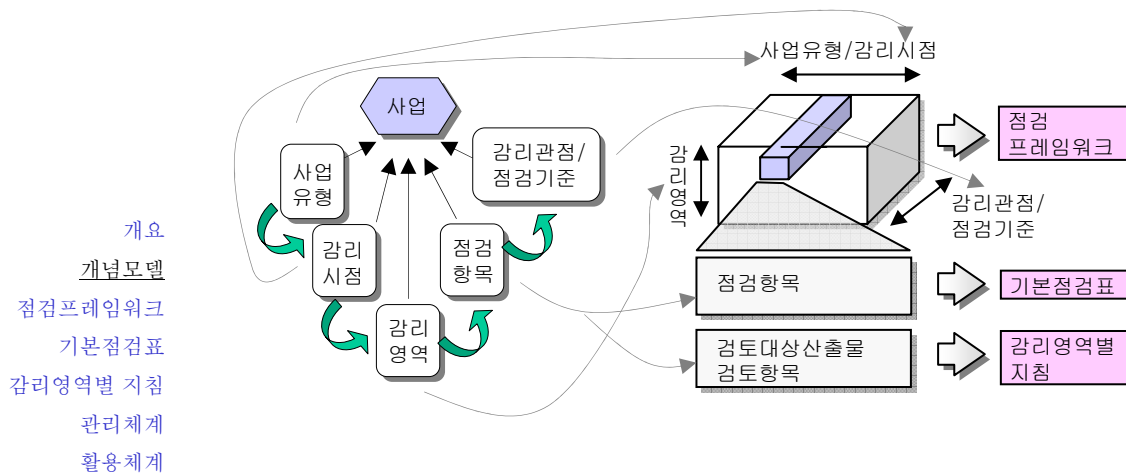 개요
개념모델
점검프레임워크
기본점검표
감리영역별 지침
관리체계
활용체계
사업
사업
유형
감리
시점
감리
영역
점검
항목
감리관점/
점검기준
사업유형/감리시점
감리영역
감리관점/
점검기준
점검항목
검토대상산출물
검토항목
점검
프레임워크
기본점검표
감리영역별
지침